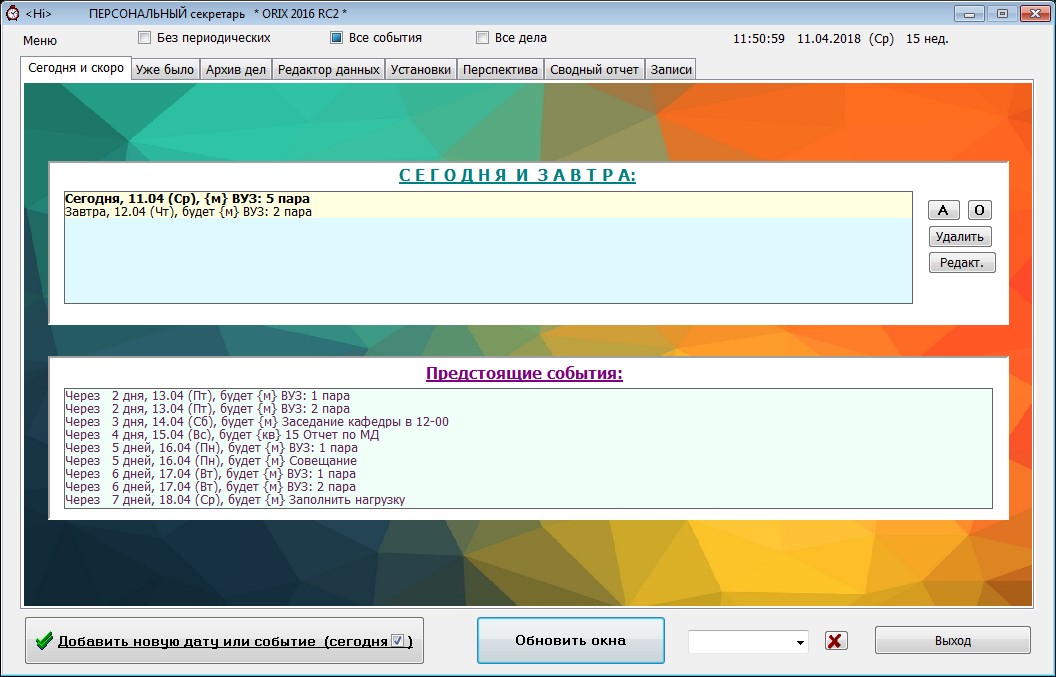 <Hi> ПЕРСОНАЛЬНЫЙ секретарь * ORIX 2016 RC2 *
Меню Без периодических Все события Все дела 11:50:59 11.04.2018 (Ср) 15 нед.
Сегодня и скоро Уже было Архив дел Редактор данных Установки Перспектива Сводный отчет Записи
С Е Г О Д Н Я И З А В Т Р А:
Сегодня, 11.04 (Ср), {м} ВУЗ: 5 пара
Завтра, 12.04 (Чт), будет {м} ВУЗ: 2 пара
А О
Удалить
Редакт.
Предстоящие события:
Через 2 дня, 13.04 (Пт), будет {м} ВУЗ: 1 пара
Через 2 дня, 13.04 (Пт), будет {м} ВУЗ: 2 пара
Через 3 дня, 14.04 (Сб), будет {м} Заседание кафедры в 12-00
Через 4 дня, 15.04 (Вс), будет {кв} 15 Отчет по МД
Через 5 дней, 16.04 (Пн), будет {м} ВУЗ: 1 пара
Через 5 дней, 16.04 (Пн), будет {м} Совещание
Через 6 дней, 17.04 (Вт), будет {м} ВУЗ: 1 пара
Через 6 дней, 17.04 (Вт), будет {м} ВУЗ: 2 пара
Через 7 дней, 18.04 (Ср), будет {м} Заполнить нагрузку
Добавить новую дату или событие (сегодня ) Обновить окна Выход